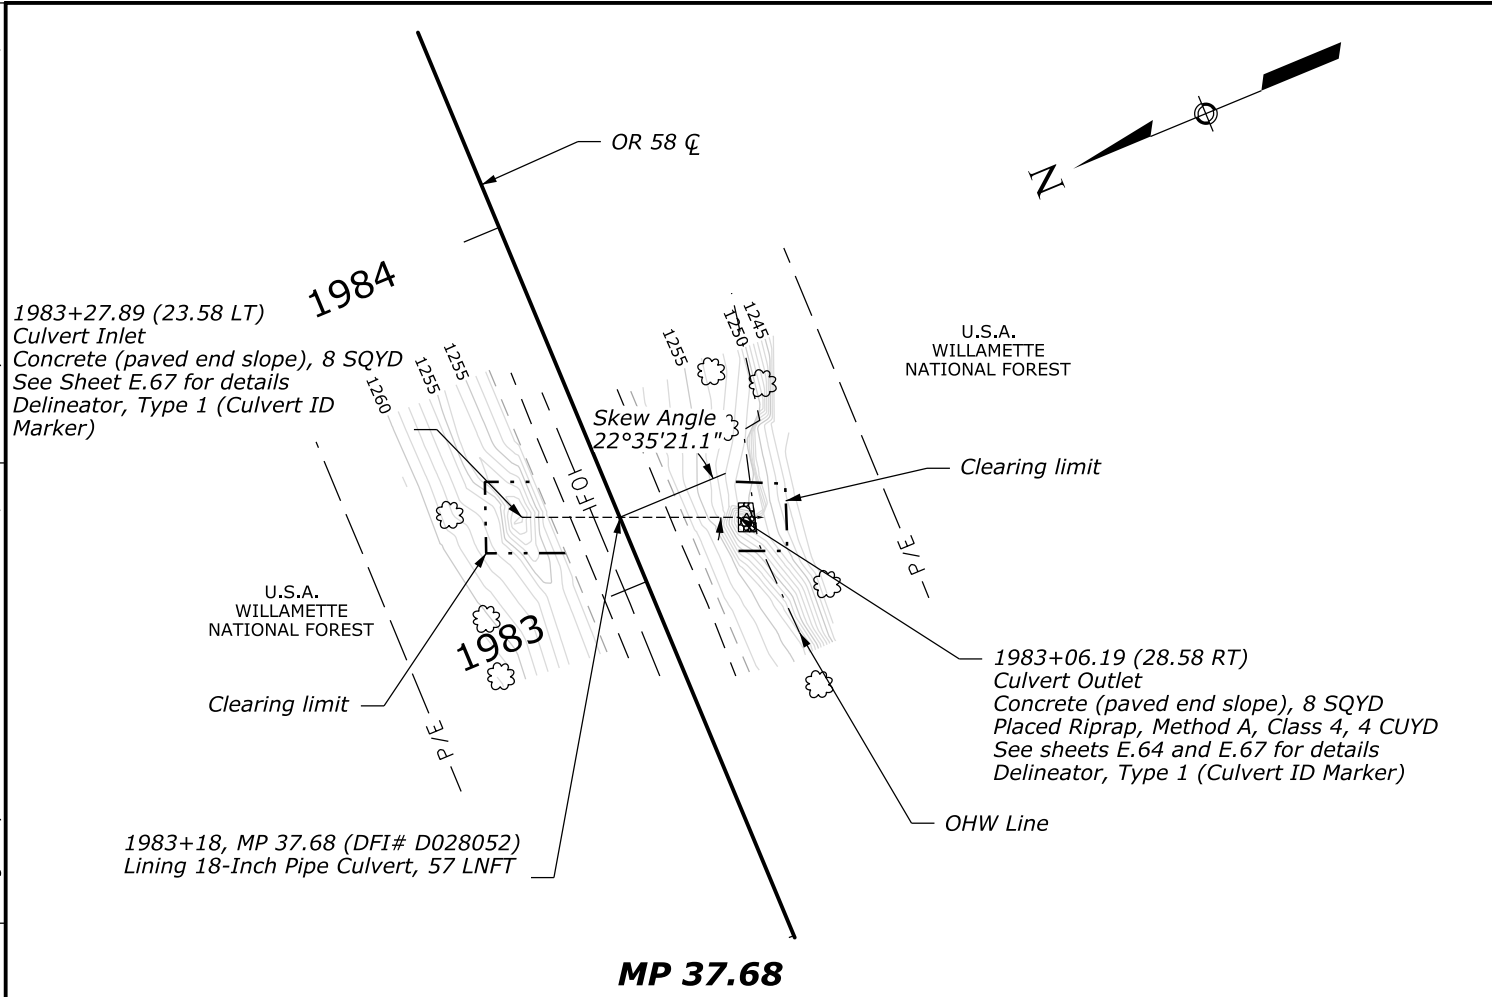 OR 58 ℄
N
1984
1983+27.89 (23.58 LT)
Culvert Inlet
Concrete (paved end slope), 8 SQYD
See Sheet E.67 for details
Delineator, Type 1 (Culvert ID
Marker)
1260
1255
1255
1255
1250
1245
U.S.A.
WILLAMETTE
NATIONAL FOREST
Skew Angle
22°35'21.1"
Clearing limit
P/E
U.S.A.
WILLAMETTE
NATIONAL FOREST
1983
Clearing limit
P/E
1983+06.19 (28.58 RT)
Culvert Outlet
Concrete (paved end slope), 8 SQYD
Placed Riprap, Method A, Class 4, 4 CUYD
See sheets E.64 and E.67 for details
Delineator, Type 1 (Culvert ID Marker)
OHW Line
1983+18, MP 37.68 (DFI# D028052)
Lining 18-Inch Pipe Culvert, 57 LNFT
MP 37.68